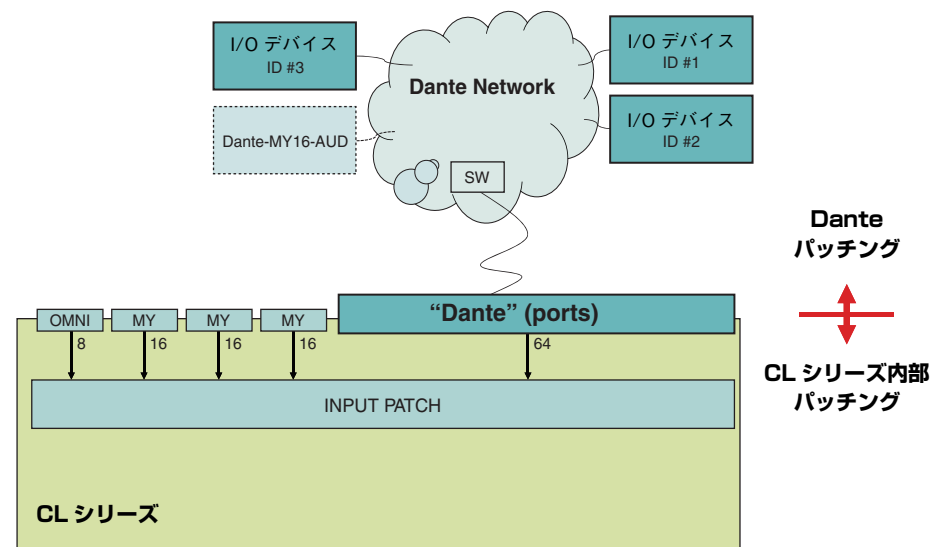 I/O デバイス
ID #3
Dante-MY16-AUD
Dante Network
SW
I/O デバイス
ID #1
I/O デバイス
ID #2
Dante
パッチング
CL シリーズ内部
パッチング
OMNI
MY
MY
MY
“Dante” (ports)
8
16
16
16
64
INPUT PATCH
CL シリーズ